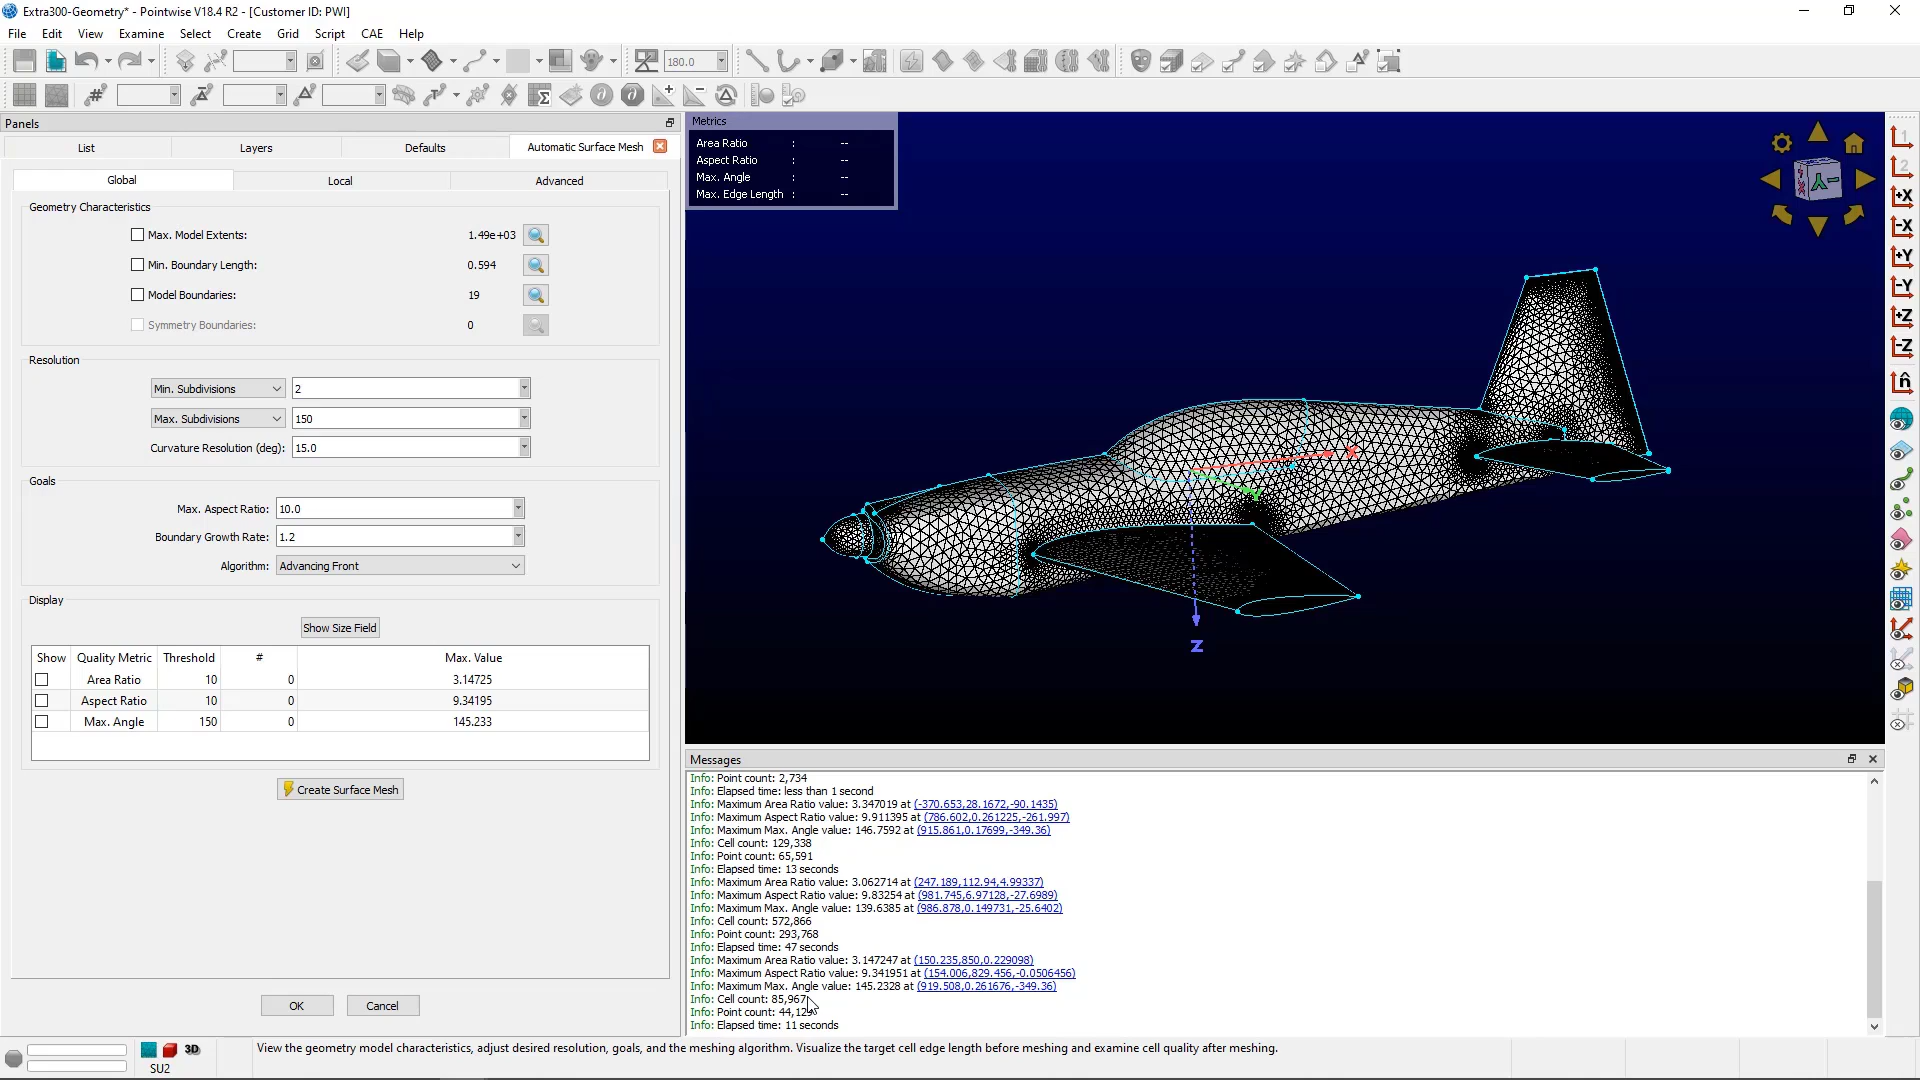 Extra300-Geometry* - Pointwise V18.4 R2 - [Customer ID: PWI]
File Edit View Examine Select Create Grid Script CAE Help
180.0
Panels
List Layers Defaults Automatic Surface Mesh
Global Local Advanced
Geometry Characteristics
Max. Model Extents: 1.49e+03
Min. Boundary Length: 0.594
Model Boundaries: 19
Symmetry Boundaries: 0
Resolution
Min. Subdivisions 2
Max. Subdivisions 150
Curvature Resolution (deg): 15.0
Goals
Max. Aspect Ratio: 10.0
Boundary Growth Rate: 1.2
Algorithm: Advancing Front
Display
Show Size Field
Show Quality Metric Threshold # Max. Value
Area Ratio 10 0 3.14725
Aspect Ratio 10 0 9.34195
Max. Angle 150 0 145.233
Create Surface Mesh
OK Cancel
Metrics
Area Ratio : --
Aspect Ratio : --
Max. Angle : --
Max. Edge Length : --
X
Y
Z
1
2
+X
-X
+Y
-Y
+Z
-Z
n̂
Messages
Info: Point count: 2,734
Info: Elapsed time: less than 1 second
Info: Maximum Area Ratio value: 3.347019 at (-370.653,28.1672,-90.1435)
Info: Maximum Aspect Ratio value: 9.911395 at (786.602,0.261225,-261.997)
Info: Maximum Max. Angle value: 146.7592 at (915.861,0.17699,-349.36)
Info: Cell count: 129,338
Info: Point count: 65,591
Info: Elapsed time: 13 seconds
Info: Maximum Area Ratio value: 3.062714 at (247.189,112.94,4.99337)
Info: Maximum Aspect Ratio value: 9.83254 at (981.745,6.97128,-27.6989)
Info: Maximum Max. Angle value: 139.6385 at (986.878,0.149731,-25.6402)
Info: Cell count: 572,866
Info: Point count: 293,768
Info: Elapsed time: 47 seconds
Info: Maximum Area Ratio value: 3.147247 at (150.235,850,0.229098)
Info: Maximum Aspect Ratio value: 9.341951 at (154.006,829.456,-0.0506456)
Info: Maximum Max. Angle value: 145.2328 at (919.508,0.261676,-349.36)
Info: Cell count: 85,967
Info: Point count:
Info: Elapsed time: 11 seconds
3D
SU2
View the geometry model characteristics, adjust desired resolution, goals, and the meshing algorithm. Visualize the target cell edge length before meshing and examine cell quality after meshing.